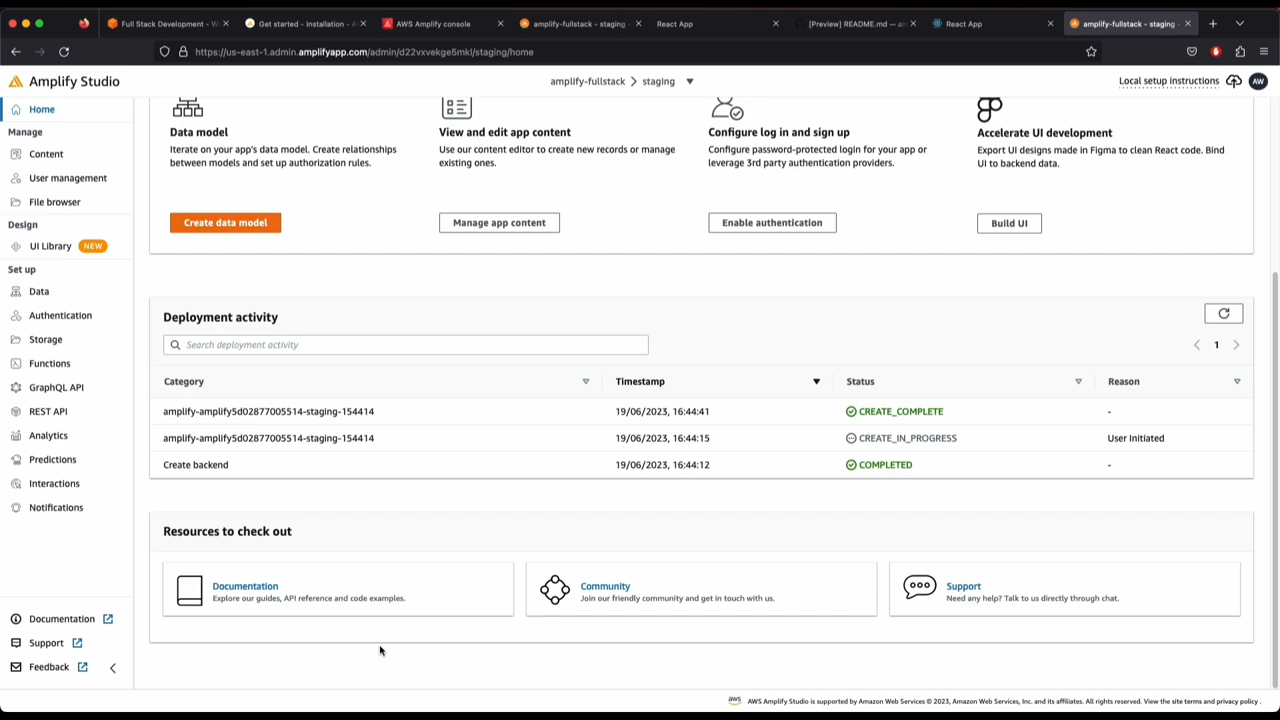 Full Stack Development - W
Get started - Installation - A
AWS Amplify console
amplify-fullstack - staging -
React App
[Preview] README.md — a
React App
amplify-fullstack - staging -
https://us-east-1.admin.amplifyapp.com/admin/d22vxvekge5mkl/staging/home
Amplify Studio
amplify-fullstack > staging
Local setup instructions
AW
Home
Manage
Content
User management
File browser
Design
UI Library NEW
Set up
Data
Authentication
Storage
Functions
GraphQL API
REST API
Analytics
Predictions
Interactions
Notifications
Documentation
Support
Feedback
Data model
Iterate on your app's data model. Create relationships
between models and set up authorization rules.
Create data model
View and edit app content
Use our content editor to create new records or manage
existing ones.
Manage app content
Configure log in and sign up
Configure password-protected login for your app or
leverage 3rd party authentication providers.
Enable authentication
Accelerate UI development
Export UI designs made in Figma to clean React code. Bind
UI to backend data.
Build UI
Deployment activity
Search deployment activity
1
Category Timestamp Status Reason
amplify-amplify5d02877005514-staging-154414 19/06/2023, 16:44:41 CREATE_COMPLETE -
amplify-amplify5d02877005514-staging-154414 19/06/2023, 16:44:15 CREATE_IN_PROGRESS User Initiated
Create backend 19/06/2023, 16:44:12 COMPLETED -
Resources to check out
Documentation
Explore our guides, API reference and code examples.
Community
Join our friendly community and get in touch with us.
Support
Need any help? Talk to us directly through chat.
aws AWS Amplify Studio is supported by Amazon Web Services © 2023, Amazon Web Services, Inc. and its affiliates. All rights reserved. View the site terms and privacy policy .